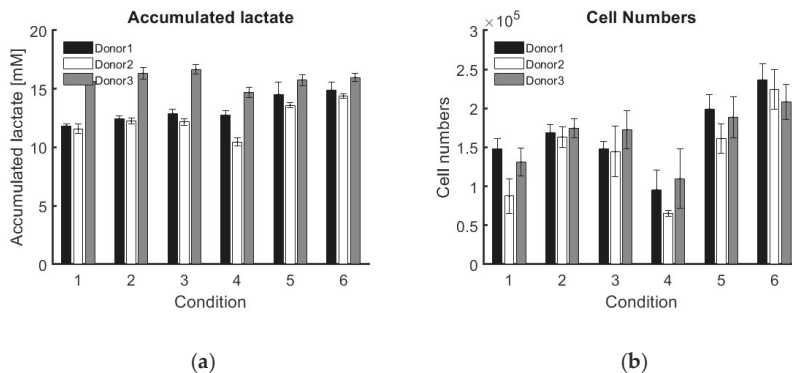 Accumulated lactate
20
15
10
5
0
Accumulated lactate [mM]
Donor1
Donor2
Donor3
1 2 3 4 5 6
Condition
(a)
Cell Numbers
×10⁵
3
2.5
2
1.5
1
0.5
0
Cell numbers
Donor1
Donor2
Donor3
1 2 3 4 5 6
Condition
(b)